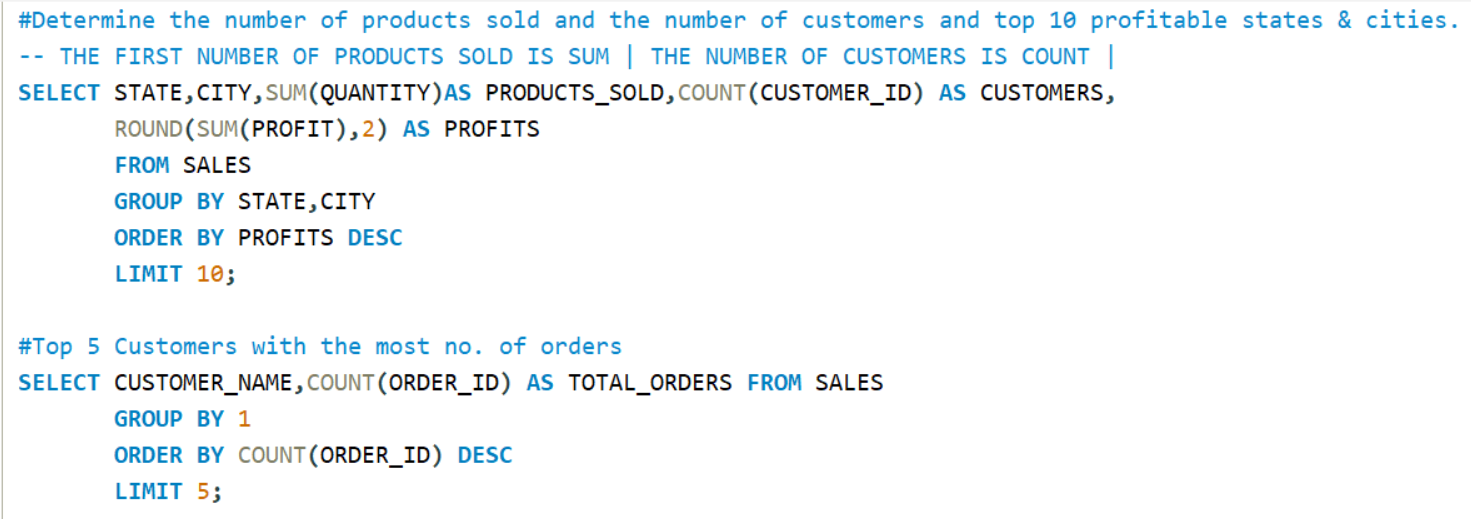 #Determine the number of products sold and the number of customers and top 10 profitable states & cities.
-- THE FIRST NUMBER OF PRODUCTS SOLD IS SUM | THE NUMBER OF CUSTOMERS IS COUNT |
SELECT STATE,CITY,SUM(QUANTITY)AS PRODUCTS_SOLD,COUNT(CUSTOMER_ID) AS CUSTOMERS,
ROUND(SUM(PROFIT),2) AS PROFITS
FROM SALES
GROUP BY STATE,CITY
ORDER BY PROFITS DESC
LIMIT 10;
#Top 5 Customers with the most no. of orders
SELECT CUSTOMER_NAME,COUNT(ORDER_ID) AS TOTAL_ORDERS FROM SALES
GROUP BY 1
ORDER BY COUNT(ORDER_ID) DESC
LIMIT 5;